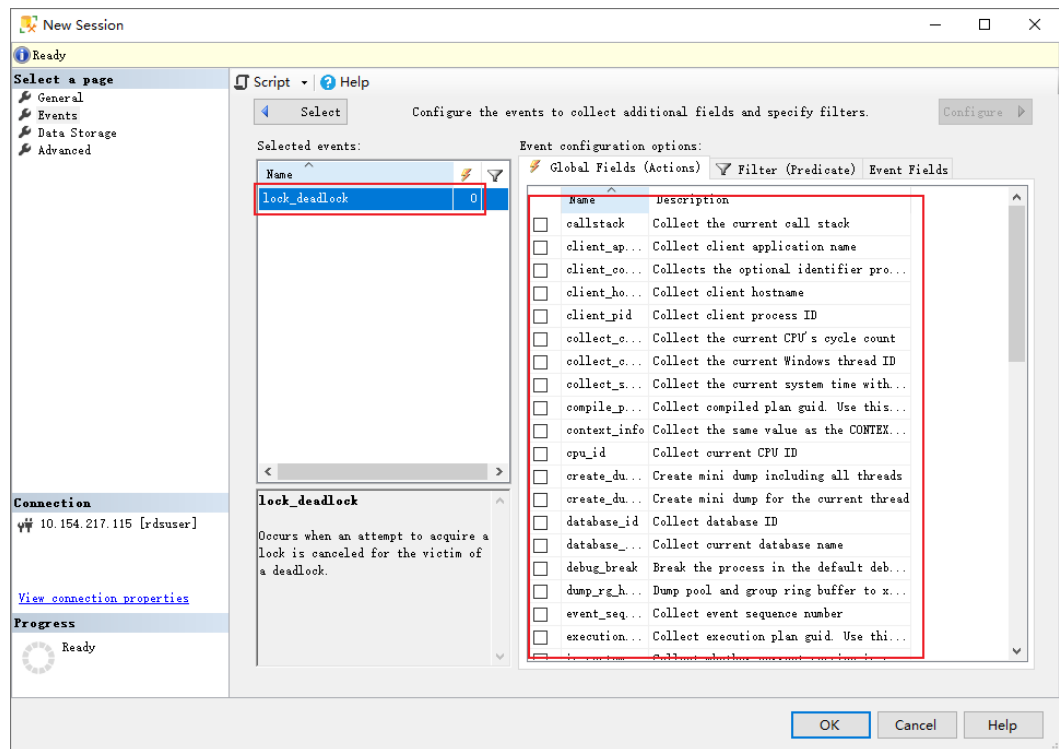 New Session
Ready
Select a page
General
Events
Data Storage
Advanced
Script Help
Select Configure the events to collect additional fields and specify filters. Configure
Selected events:
Name
lock_deadlock 0
lock_deadlock
Occurs when an attempt to acquire a
lock is canceled for the victim of
a deadlock.
Event configuration options:
Global Fields (Actions) Filter (Predicate) Event Fields
Name Description
callstack Collect the current call stack
client_ap... Collect client application name
client_co... Collects the optional identifier pro...
client_ho... Collect client hostname
client_pid Collect client process ID
collect_c... Collect the current CPU's cycle count
collect_c... Collect the current Windows thread ID
collect_s... Collect the current system time with...
compile_p... Collect compiled plan guid. Use this...
context_info Collect the same value as the CONTEX...
cpu_id Collect current CPU ID
create_du... Create mini dump including all threads
create_du... Create mini dump for the current thread
database_id Collect database ID
database_... Collect current database name
debug_break Break the process in the default deb...
dump_rg_h... Dump pool and group ring buffer to x...
event_seq... Collect event sequence number
execution... Collect execution plan guid. Use thi...
Connection
10.154.217.115 [rdsuser]
View connection properties
Progress
Ready
OK Cancel Help